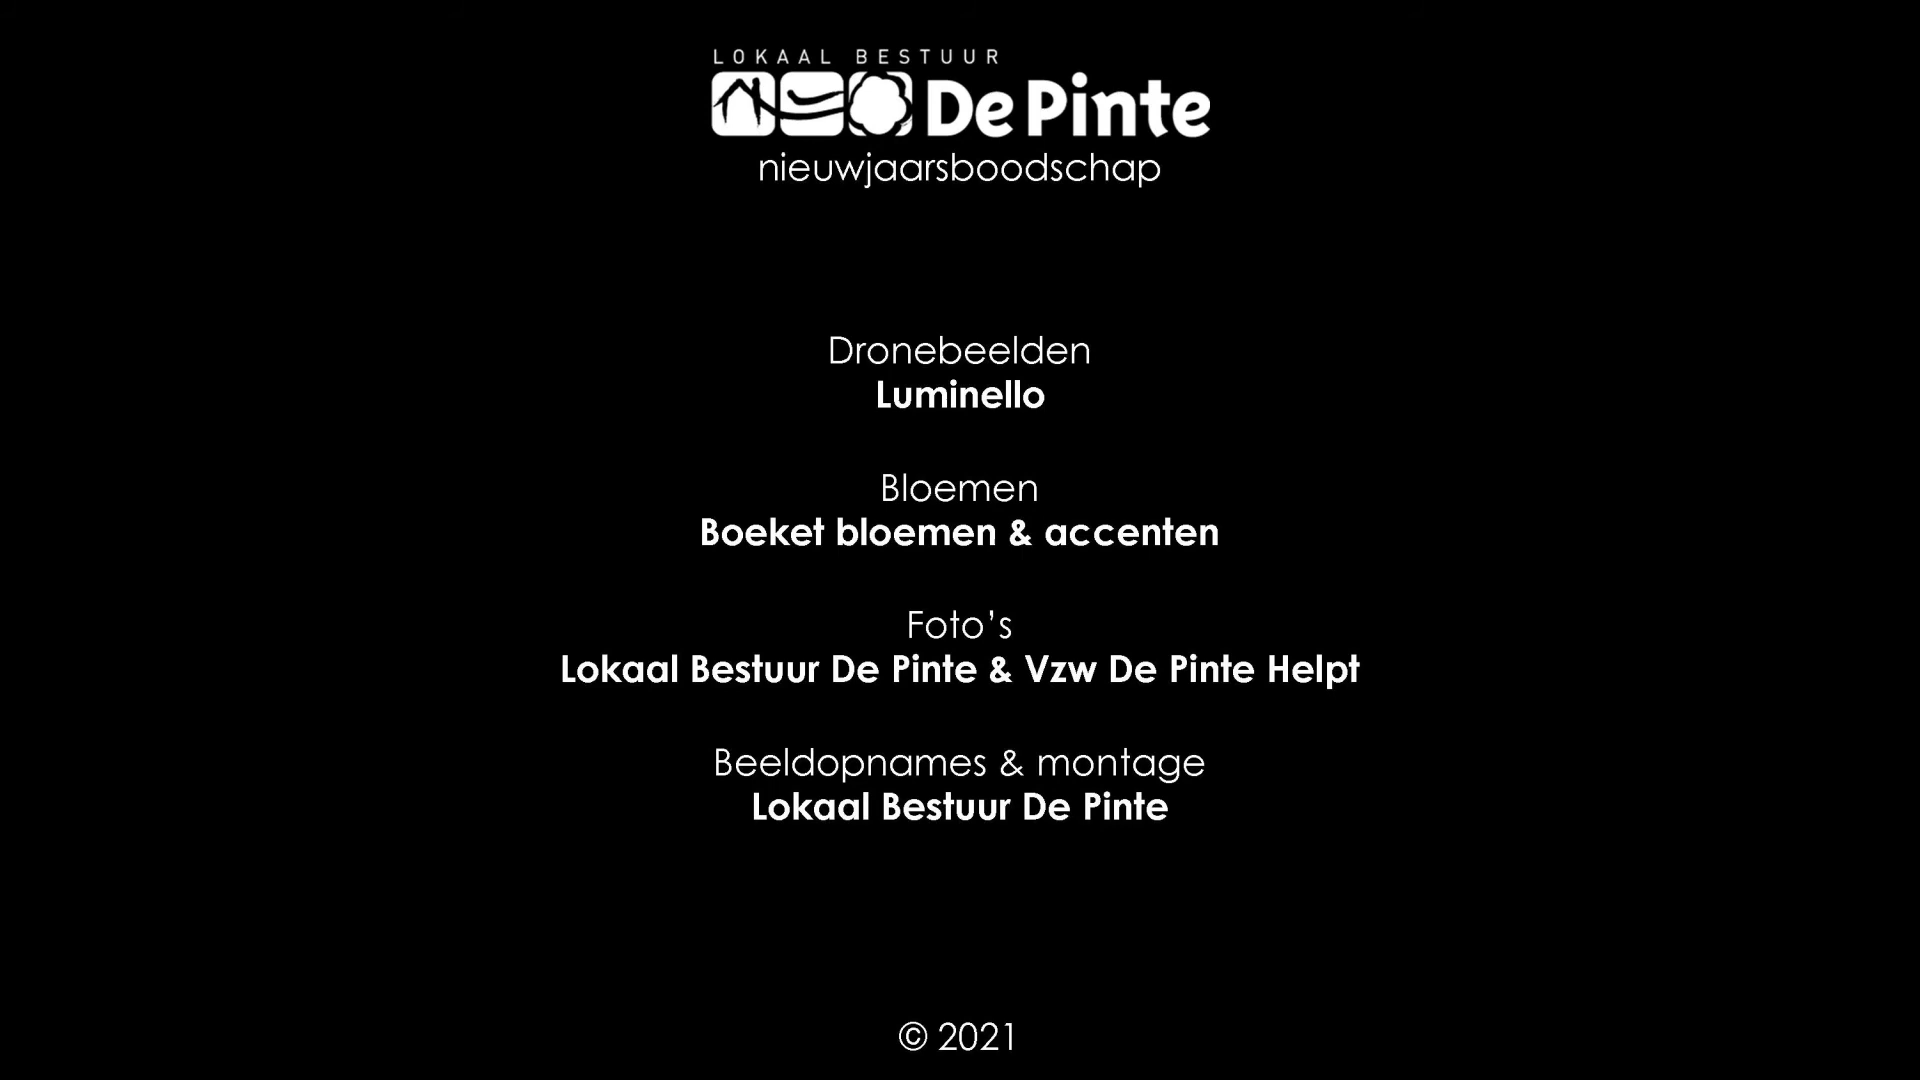 LOKAAL BESTUUR
De Pinte
nieuwjaarsboodschap
Dronebeelden
Luminello
Bloemen
Boeket bloemen & accenten
Foto’s
Lokaal Bestuur De Pinte & Vzw De Pinte Helpt
Beeldopnames & montage
Lokaal Bestuur De Pinte
© 2021